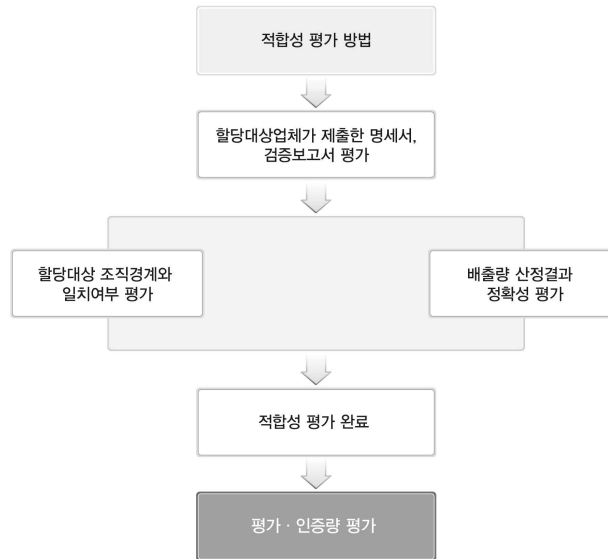 적합성 평가 방법
할당대상업체가 제출한 명세서,
검증보고서 평가
할당대상 조직경계와
일치여부 평가
배출량 산정결과
정확성 평가
적합성 평가 완료
평가 · 인증량 평가